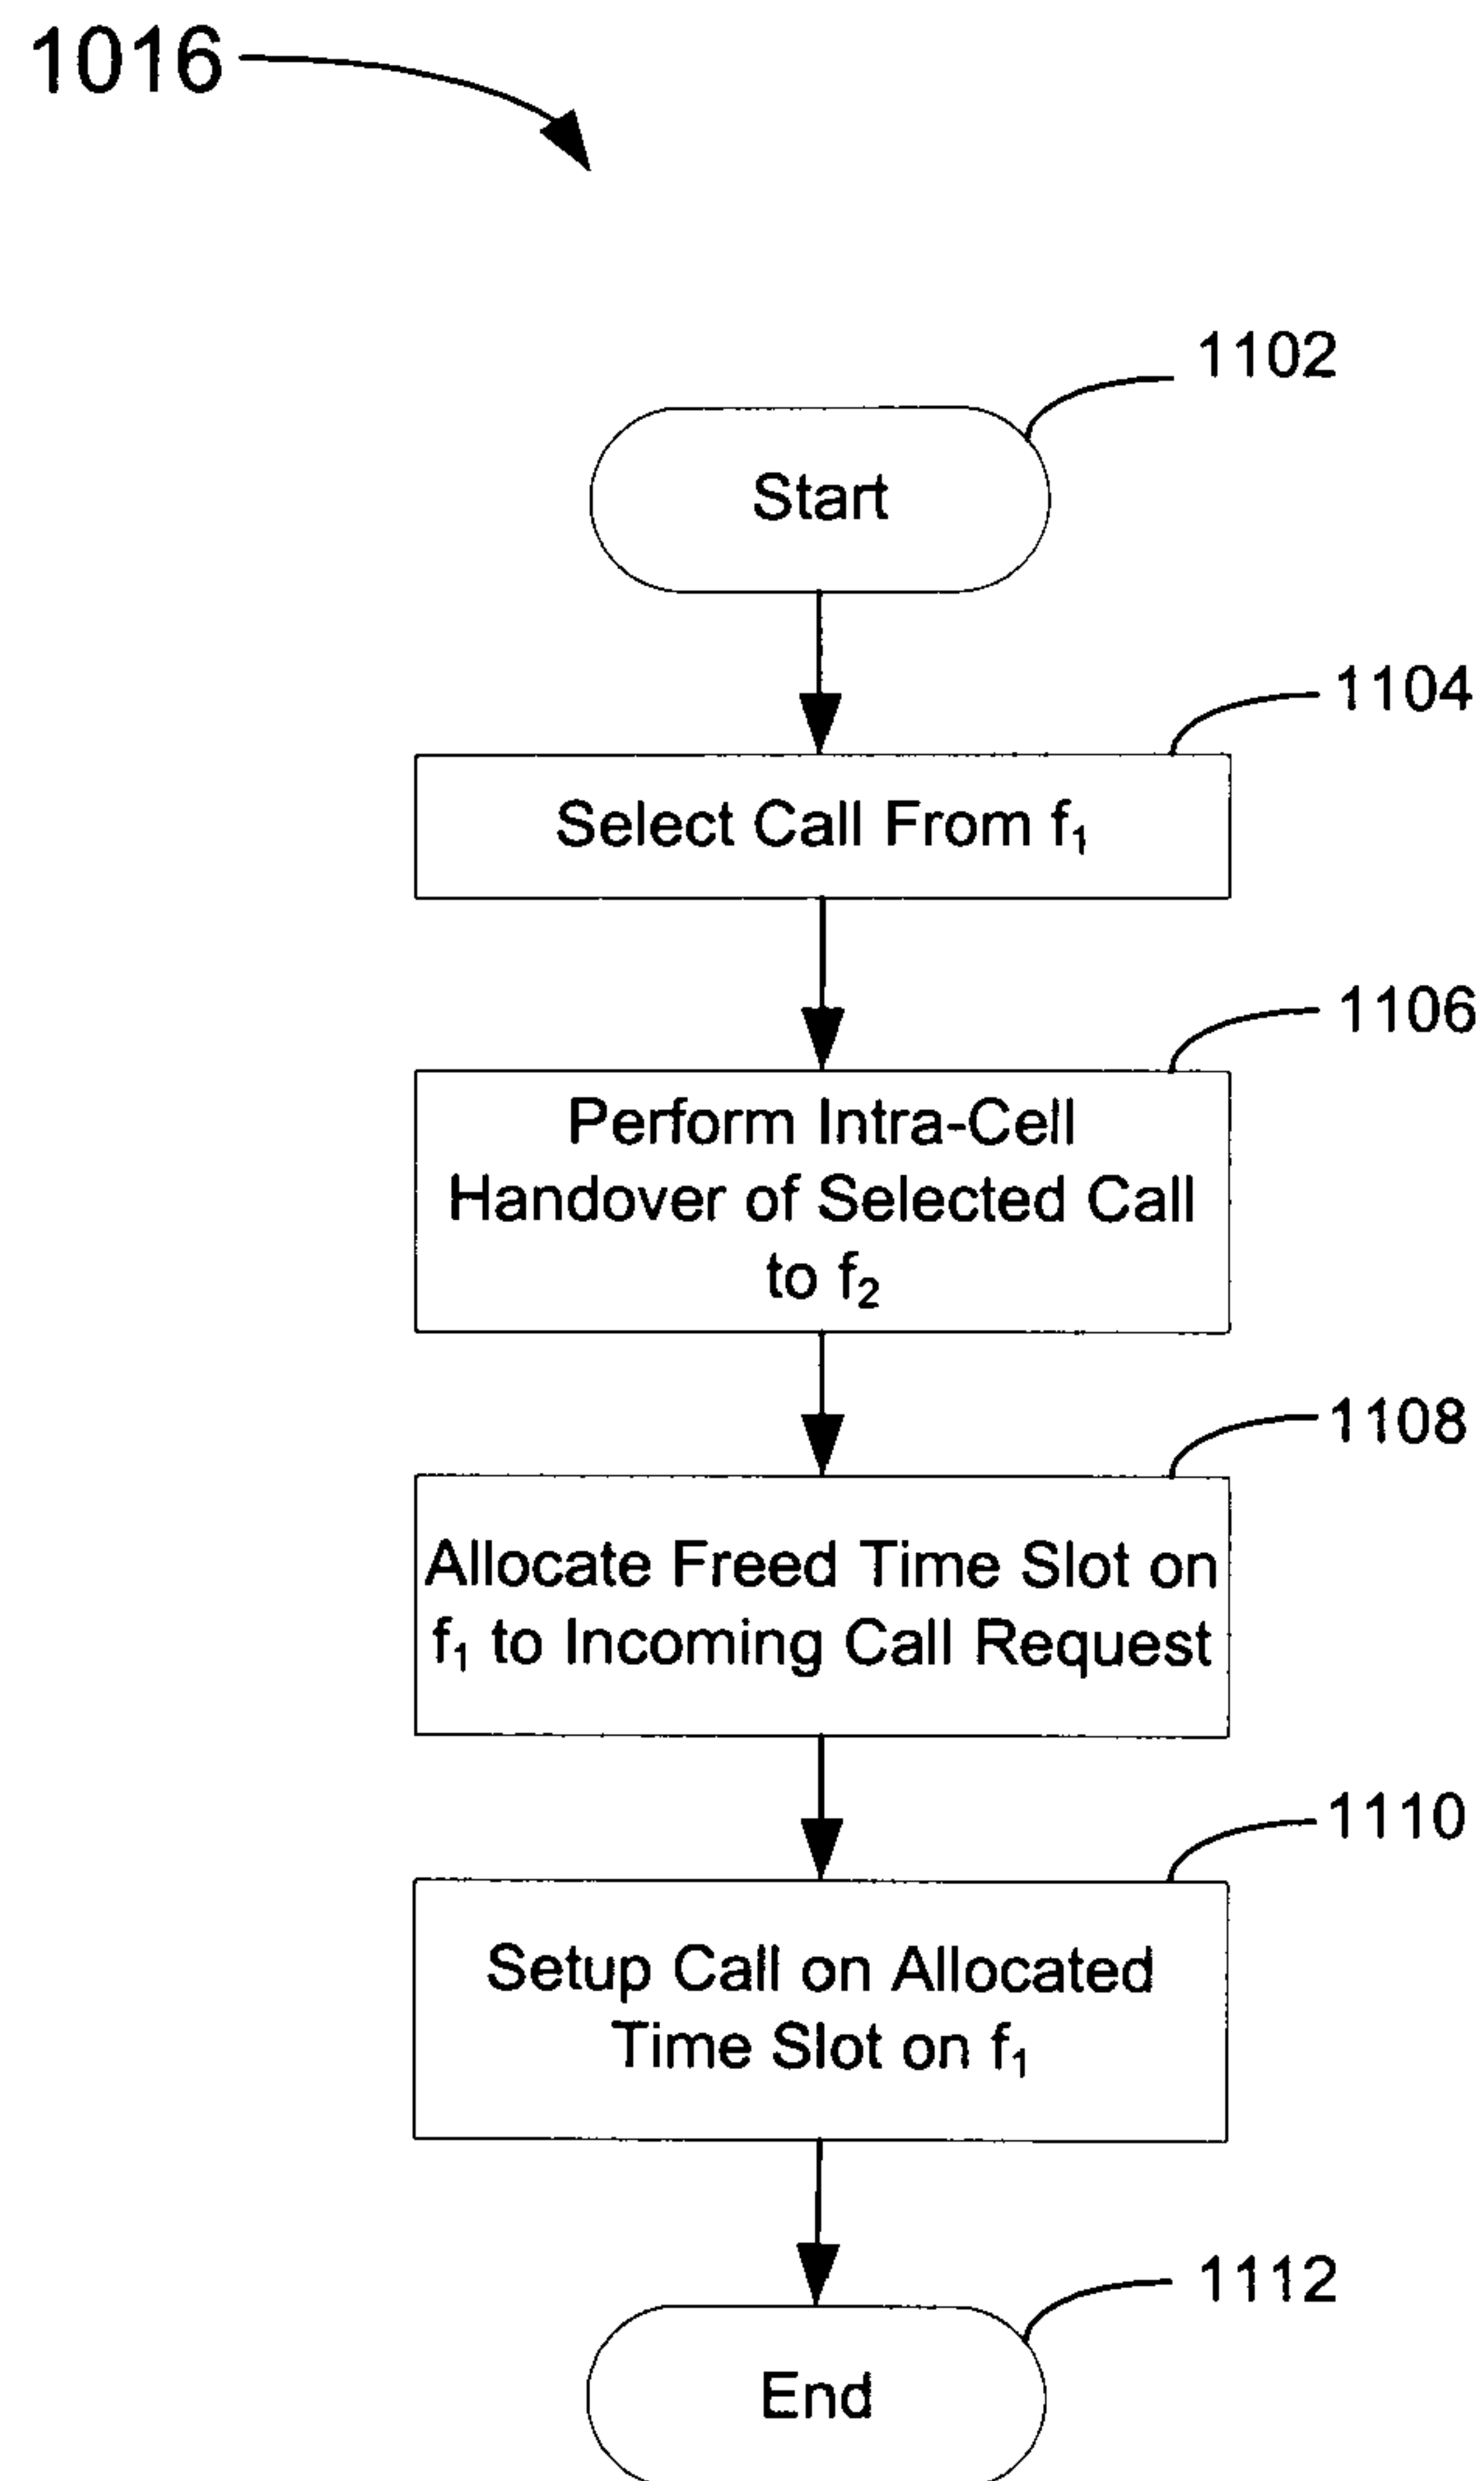 1016
1102
Start
1104
Select Call From f₁
1106
Perform Intra-Cell
Handover of Selected Call
to f₂
1108
Allocate Freed Time Slot on
f₁ to Incoming Call Request
1110
Setup Call on Allocated
Time Slot on f₁
1112
End